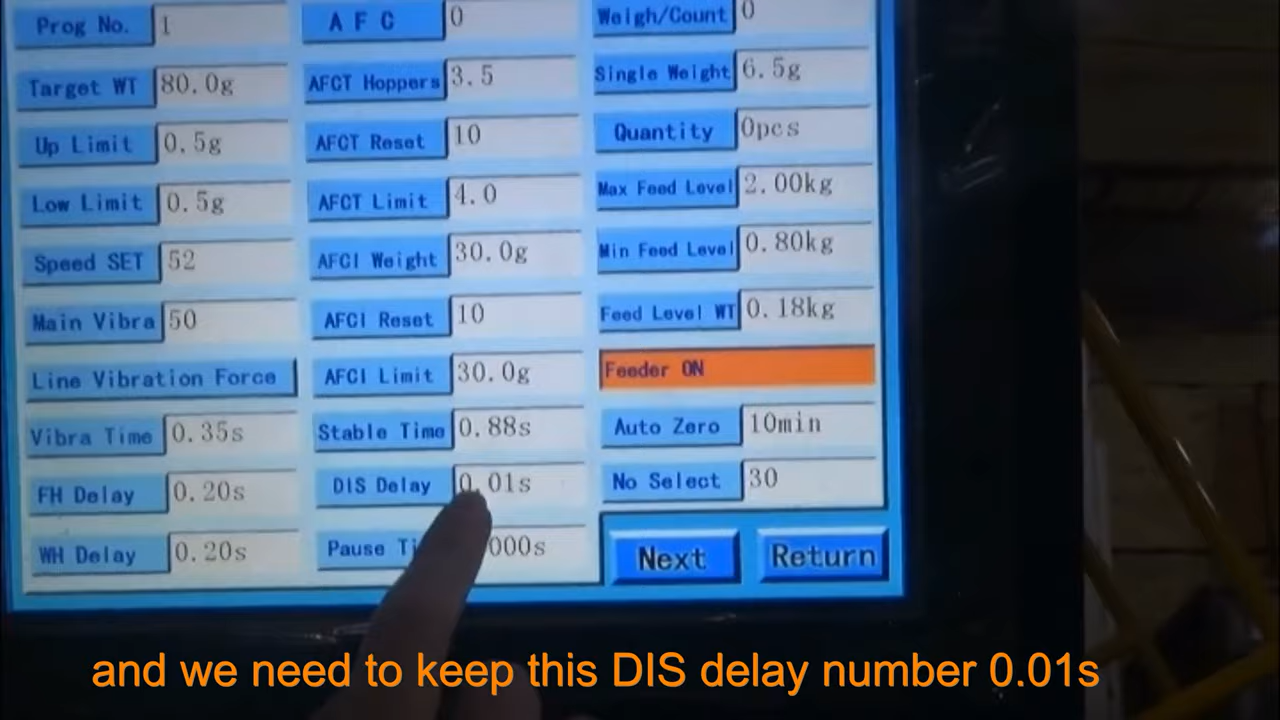 Prog No. 1
Target WT 80.0g
Up Limit 0.5g
Low Limit 0.5g
Speed SET 52
Main Vibra 50
Line Vibration Force
Vibra Time 0.35s
FH Delay 0.20s
WH Delay 0.20s
A F C 0
AFCT Hoppers 3.5
AFCT Reset 10
AFCT Limit 4.0
AFCI Weight 30.0g
AFCI Reset 10
AFCI Limit 30.0g
Stable Time 0.88s
DIS Delay 0.01s
Pause 000s
Weigh/Count 0
Single Weight 6.5g
Quantity 0pcs
Max Feed Level 2.00kg
Min Feed Level 0.80kg
Feed Level WT 0.18kg
Feeder ON
Auto Zero 10min
No Select 30
Next Return
and we need to keep this DIS delay number 0.01s